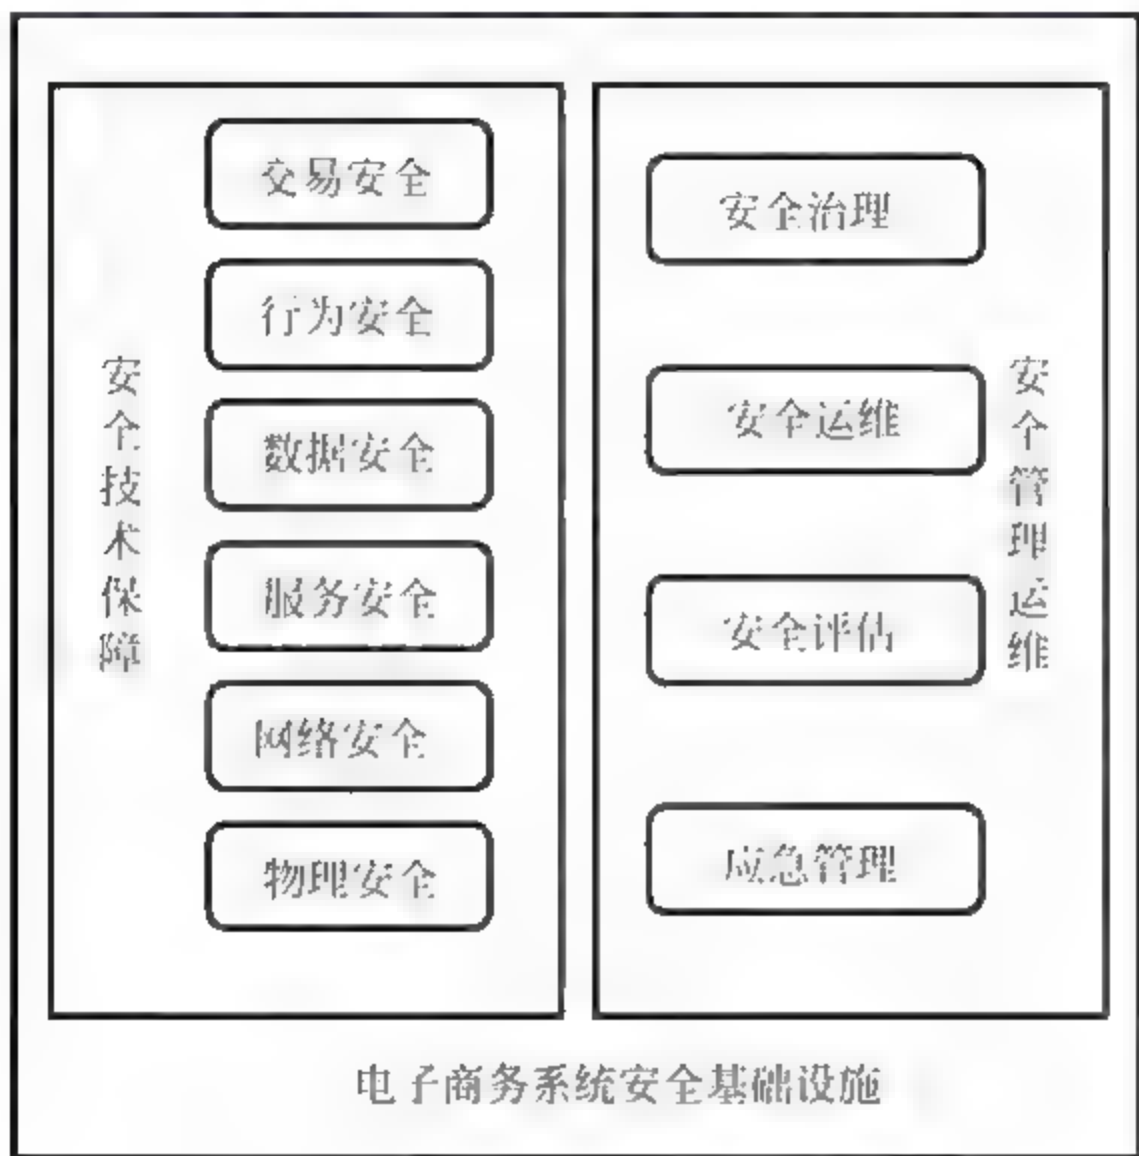 安全技术保障
交易安全
行为安全
数据安全
服务安全
网络安全
物理安全
安全治理
安全运维
安全评估
应急管理
安全管理运维
电子商务系统安全基础设施